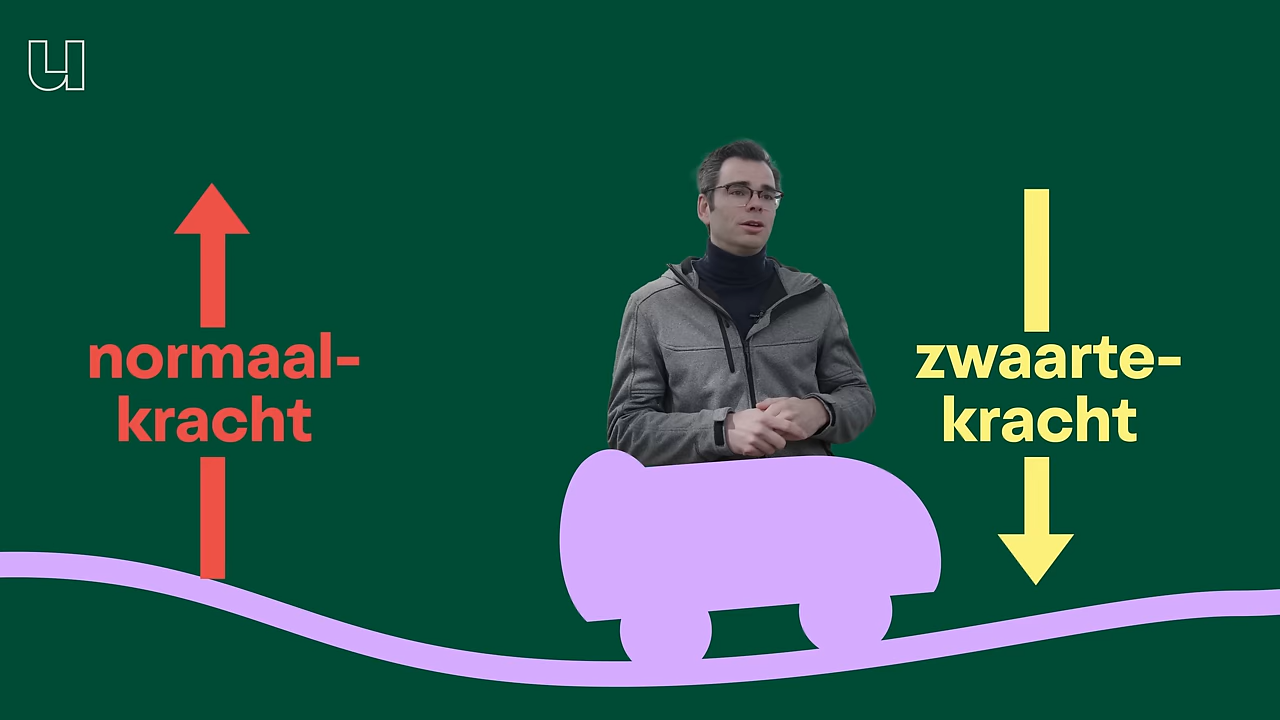 u
normaal-
kracht
zwaarte-
kracht